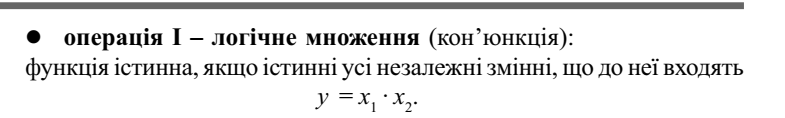 ● операція І – логічне множення (кон’юнкція):
функція істинна, якщо істинні усі незалежні змінні, що до неї входять
y = x₁ · x₂.